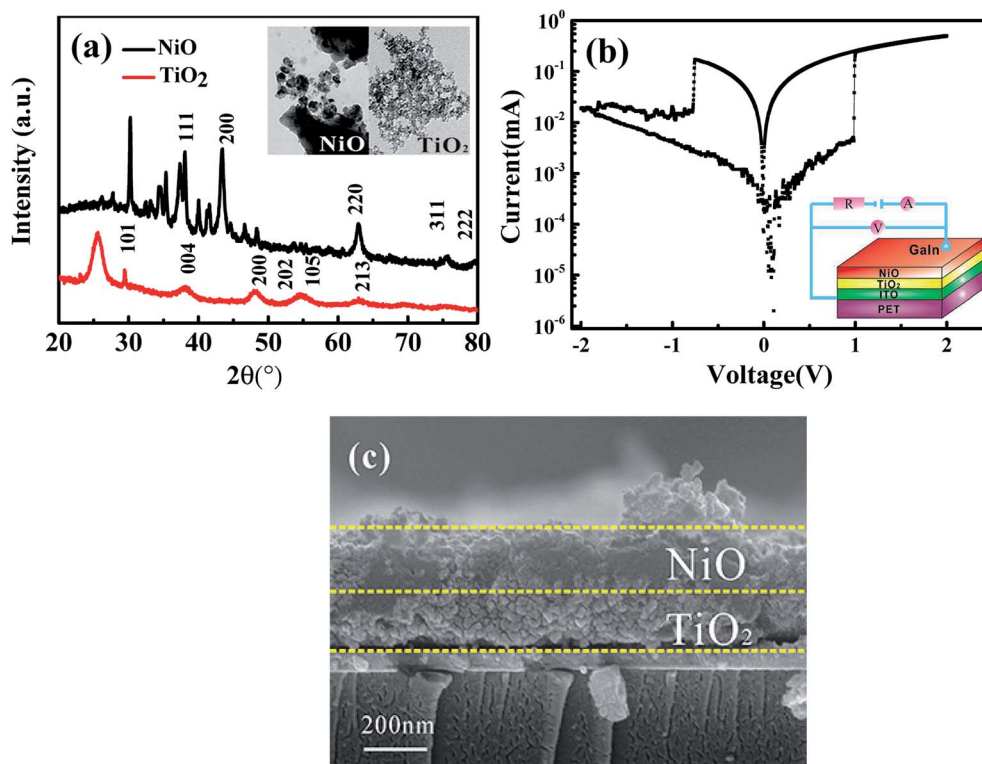 (a)
NiO
TiO2
NiO
TiO2
Intensity (a.u.)
111
200
101
004
200
202
105
220
213
311
222
20 30 40 50 60 70 80
2θ(°)
(b)
Current(mA)
10^0
10^-1
10^-2
10^-3
10^-4
10^-5
10^-6
R
A
V
GaIn
NiO
TiO2
ITO
PET
-2 -1 0 1 2
Voltage(V)
(c)
NiO
TiO2
200nm